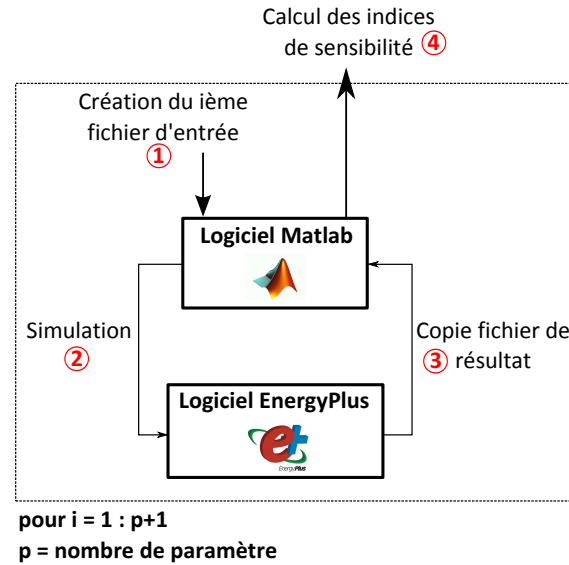 Calcul des indices
de sensibilité 4
Création du ième
fichier d'entrée
1
Logiciel Matlab
Simulation
2
Copie fichier de
3 résultat
Logiciel EnergyPlus
e+
EnergyPlus
pour i = 1 : p+1
p = nombre de paramètre